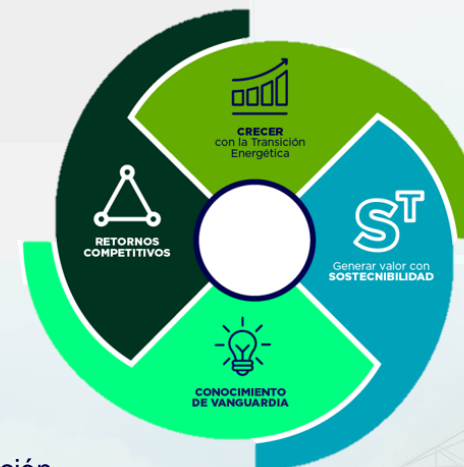 CRECER
con la Transición
Energética
RETORNOS
COMPETITIVOS
S^T
Generar valor con
SOSTECNIBILIDAD
CONOCIMIENTO
DE VANGUARDIA